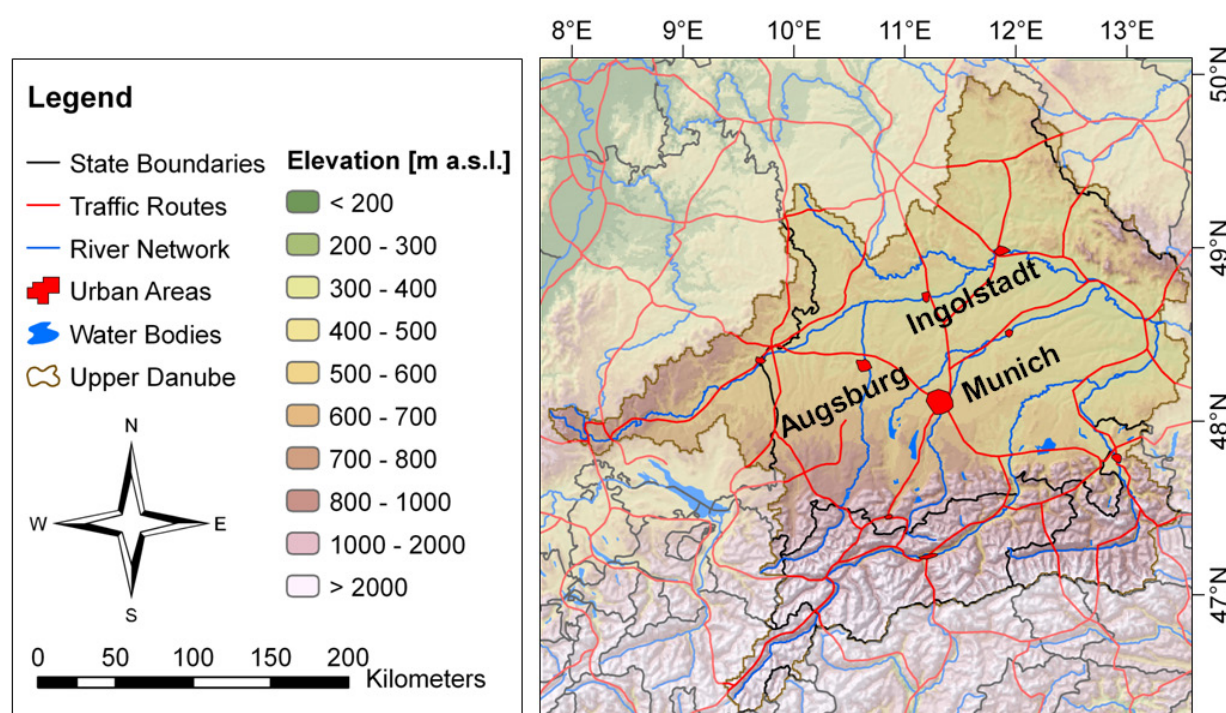 Legend
State Boundaries
Traffic Routes
River Network
Urban Areas
Water Bodies
Upper Danube
Elevation [m a.s.l.]
< 200
200 - 300
300 - 400
400 - 500
500 - 600
600 - 700
700 - 800
800 - 1000
1000 - 2000
> 2000
N
W
E
S
0 50 100 150 200
Kilometers
8°E 9°E 10°E 11°E 12°E 13°E
50°N
49°N
48°N
47°N
Ingolstadt
Augsburg
Munich